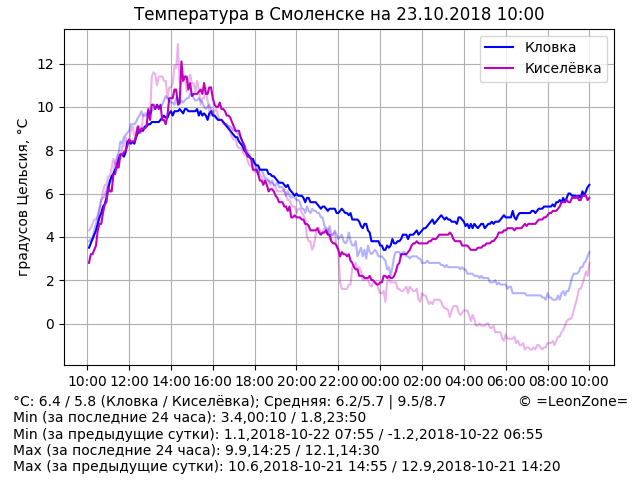 Температура в Смоленске на 23.10.2018 10:00
Кловка
Киселёвка
градусов Цельсия, °C
12
10
8
6
4
2
0
10:00 12:00 14:00 16:00 18:00 20:00 22:00 00:00 02:00 04:00 06:00 08:00 10:00
°C: 6.4 / 5.8 (Кловка / Киселёвка); Средняя: 6.2/5.7 | 9.5/8.7 © =LeonZone=
Min (за последние 24 часа): 3.4,00:10 / 1.8,23:50
Min (за предыдущие сутки): 1.1,2018-10-22 07:55 / -1.2,2018-10-22 06:55
Max (за последние 24 часа): 9.9,14:25 / 12.1,14:30
Max (за предыдущие сутки): 10.6,2018-10-21 14:55 / 12.9,2018-10-21 14:20